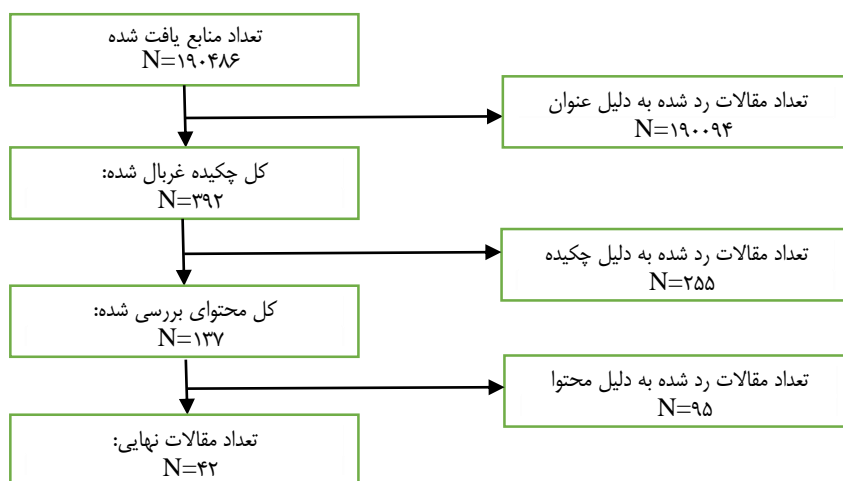 تعداد منابع یافت شده
N=۱۹۰۴۸۶
تعداد مقالات رد شده به دلیل عنوان
N=۱۹۰۰۹۴
کل چکیده غربال شده:
N=۳۹۲
تعداد مقالات رد شده به دلیل چکیده
N=۲۵۵
کل محتوای بررسی شده:
N=۱۳۷
تعداد مقالات رد شده به دلیل محتوا
N=۹۵
تعداد مقالات نهایی:
N=۴۲